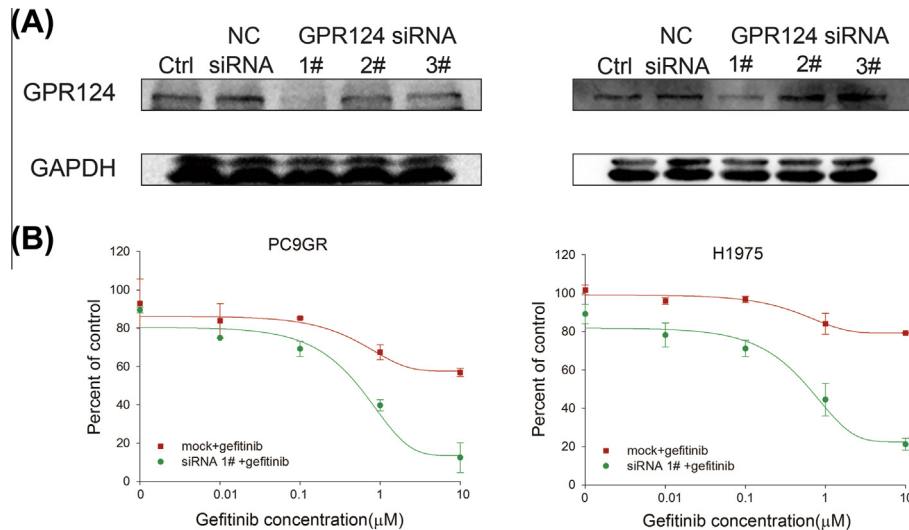 (A)
NC GPR124 siRNA NC GPR124 siRNA
Ctrl siRNA 1# 2# 3# Ctrl siRNA 1# 2# 3#
GPR124
GAPDH
(B)
PC9GR H1975
120 120
100 100
80 80
60 60
40 40
20 20
0 0
Percent of control Percent of control
mock+gefitinib mock+gefitinib
siRNA 1# +gefitinib siRNA 1# +gefitinib
0 0.01 0.1 1 10 0 0.01 0.1 1 10
Gefitinib concentration(μM) Gefitinib concentration(μM)